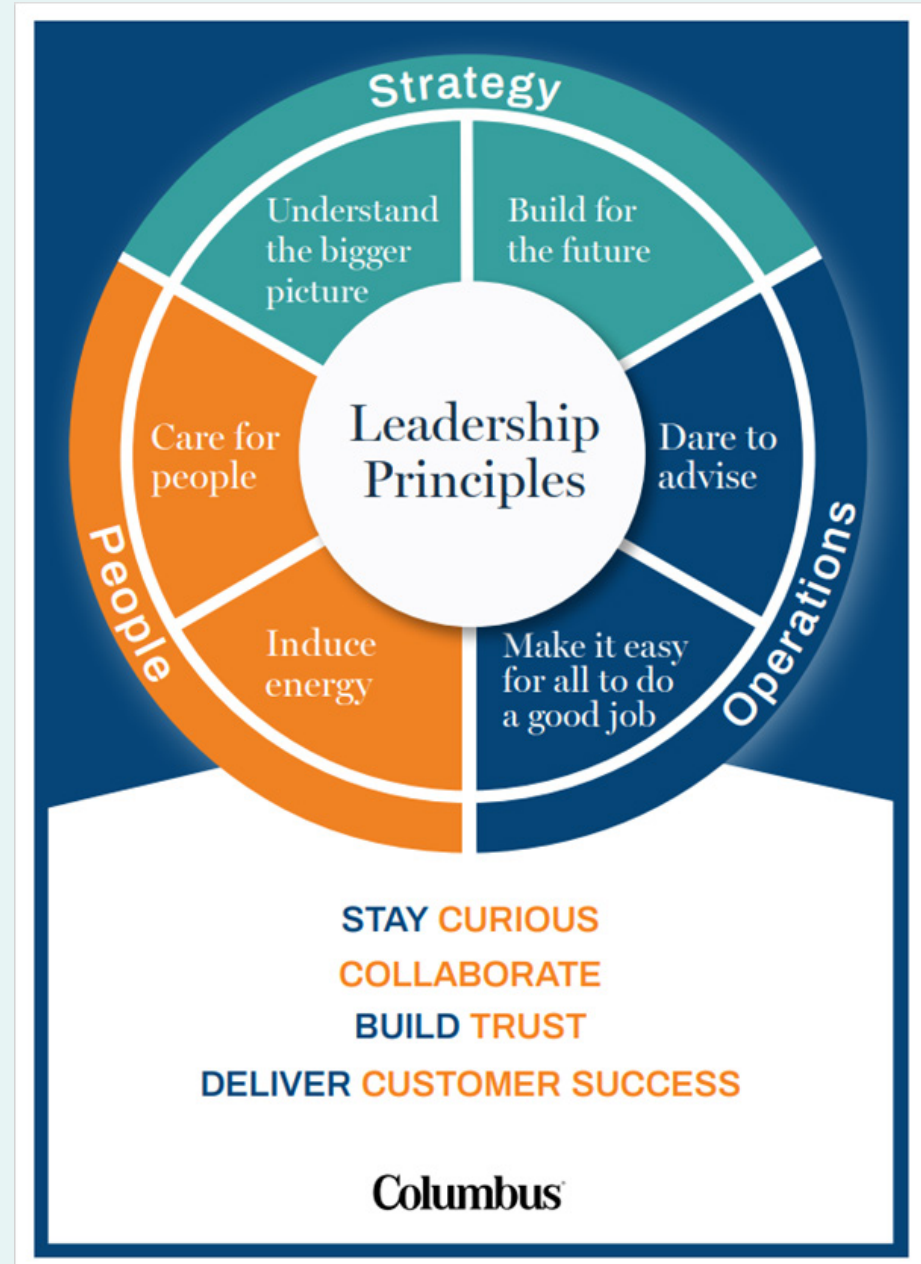 Strategy
Understand
the bigger
picture
Build for
the future
Care for
people
Leadership
Principles
Dare to
advise
People
Induce
energy
Make it easy
for all to do
a good job
Operations
STAY CURIOUS
COLLABORATE
BUILD TRUST
DELIVER CUSTOMER SUCCESS
Columbus